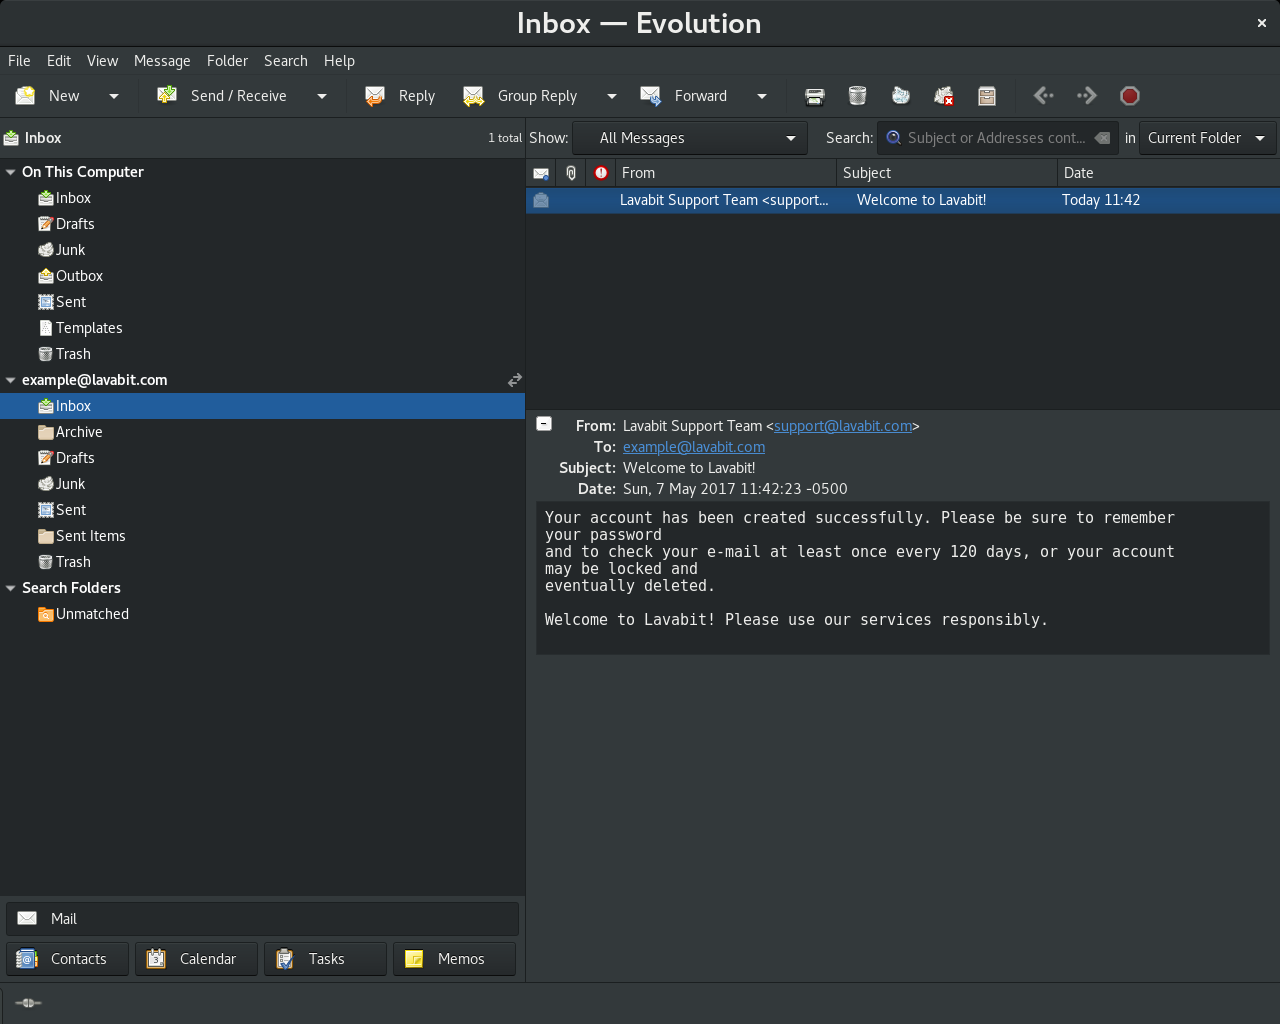 Inbox — Evolution
File Edit View Message Folder Search Help
New Send / Receive Reply Group Reply Forward
Inbox 1 total
Show: All Messages Search: Subject or Addresses cont... in Current Folder
On This Computer
Inbox
Drafts
Junk
Outbox
Sent
Templates
Trash
example@lavabit.com
Inbox
Archive
Drafts
Junk
Sent
Sent Items
Trash
Search Folders
Unmatched
Mail
Contacts Calendar Tasks Memos
From Subject Date
Lavabit Support Team <support... Welcome to Lavabit! Today 11:42
From: Lavabit Support Team <support@lavabit.com>
To: example@lavabit.com
Subject: Welcome to Lavabit!
Date: Sun, 7 May 2017 11:42:23 -0500
Your account has been created successfully. Please be sure to remember
your password
and to check your e-mail at least once every 120 days, or your account
may be locked and
eventually deleted.
Welcome to Lavabit! Please use our services responsibly.